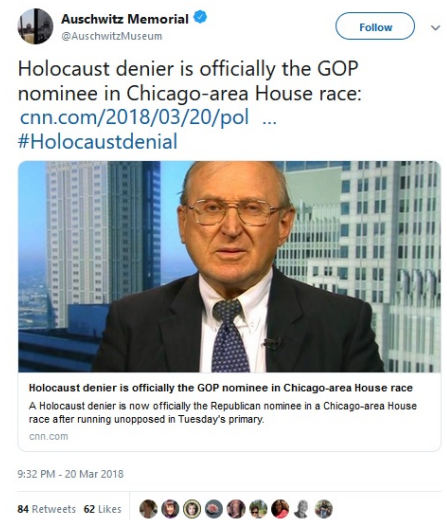 Auschwitz Memorial
@AuschwitzMuseum
Follow
Holocaust denier is officially the GOP
nominee in Chicago-area House race:
cnn.com/2018/03/20/pol …
#Holocaustdenial
Holocaust denier is officially the GOP nominee in Chicago-area House race
A Holocaust denier is now officially the Republican nominee in a Chicago-area House
race after running unopposed in Tuesday's primary.
cnn.com
9:32 PM - 20 Mar 2018
84 Retweets 62 Likes